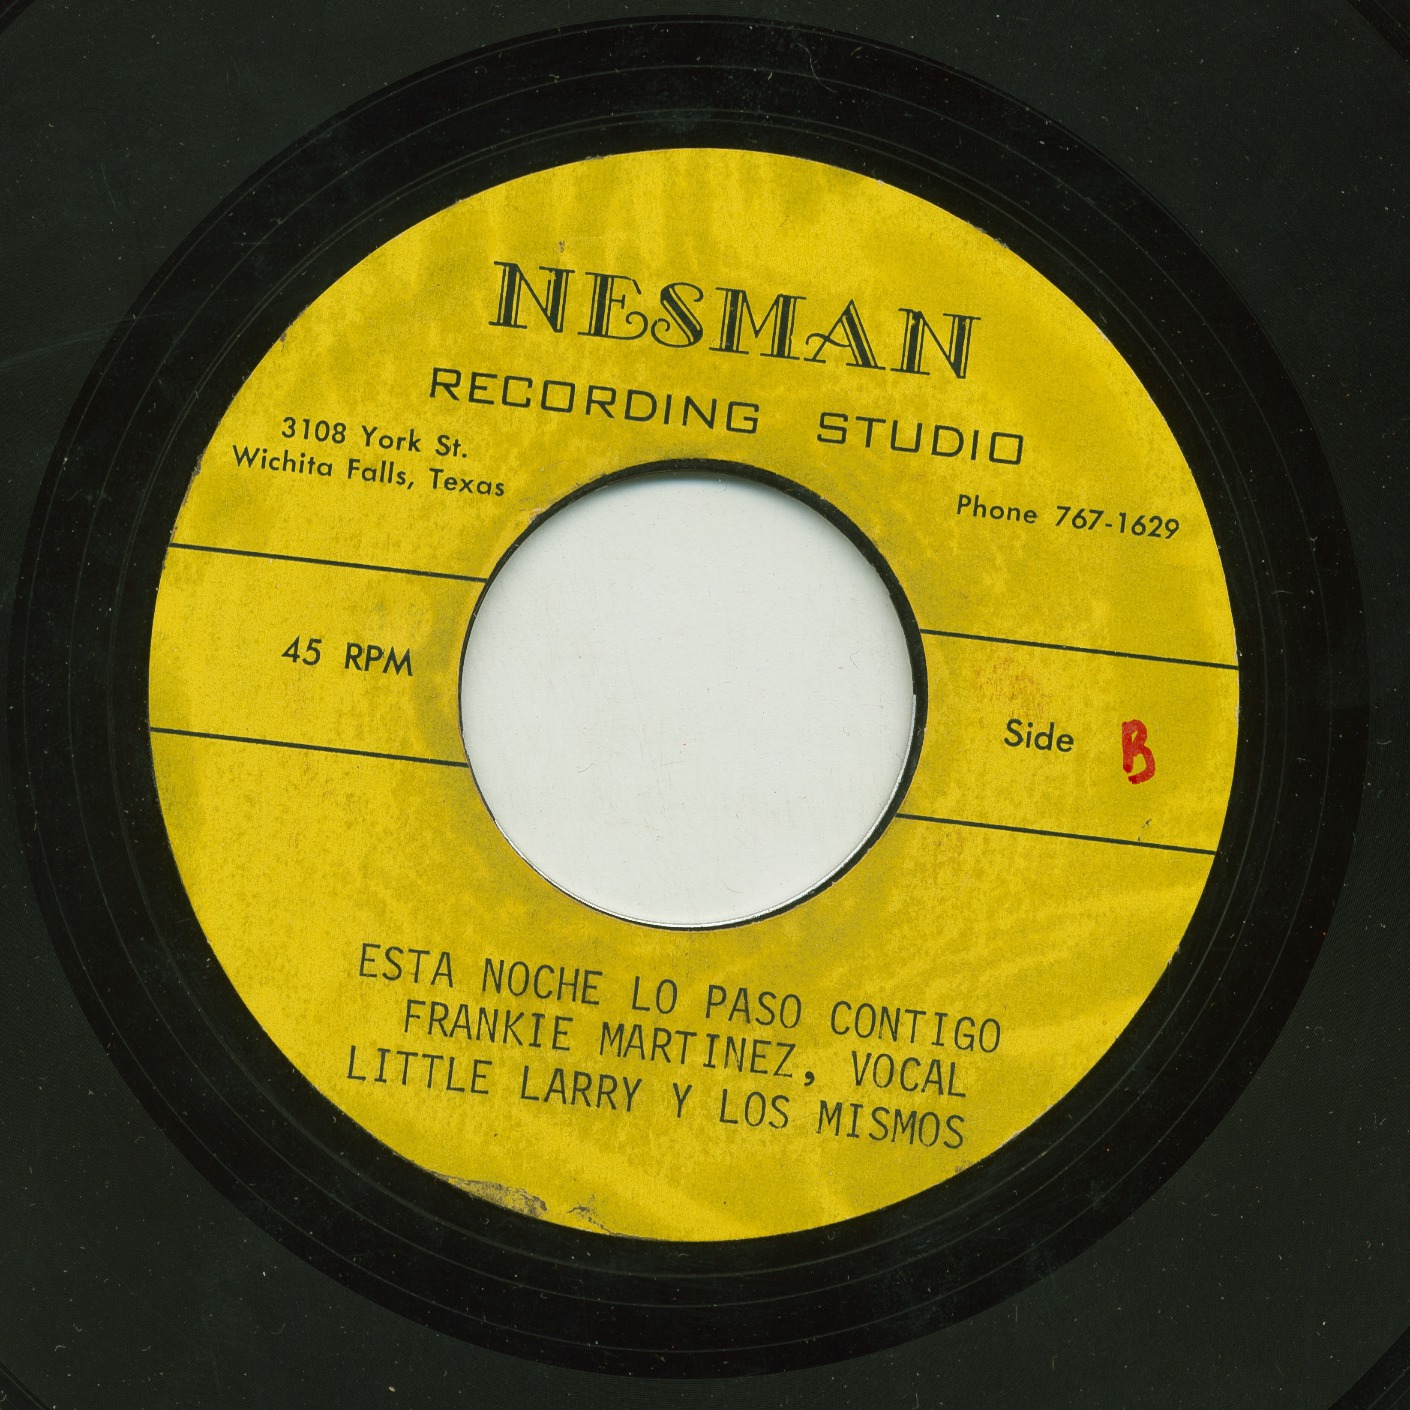 NESMAN
RECORDING STUDIO
3108 York St.
Wichita Falls, Texas
Phone 767-1629
45 RPM
Side B
ESTA NOCHE LO PASO CONTIGO
FRANKIE MARTINEZ, VOCAL
LITTLE LARRY Y LOS MISMOS